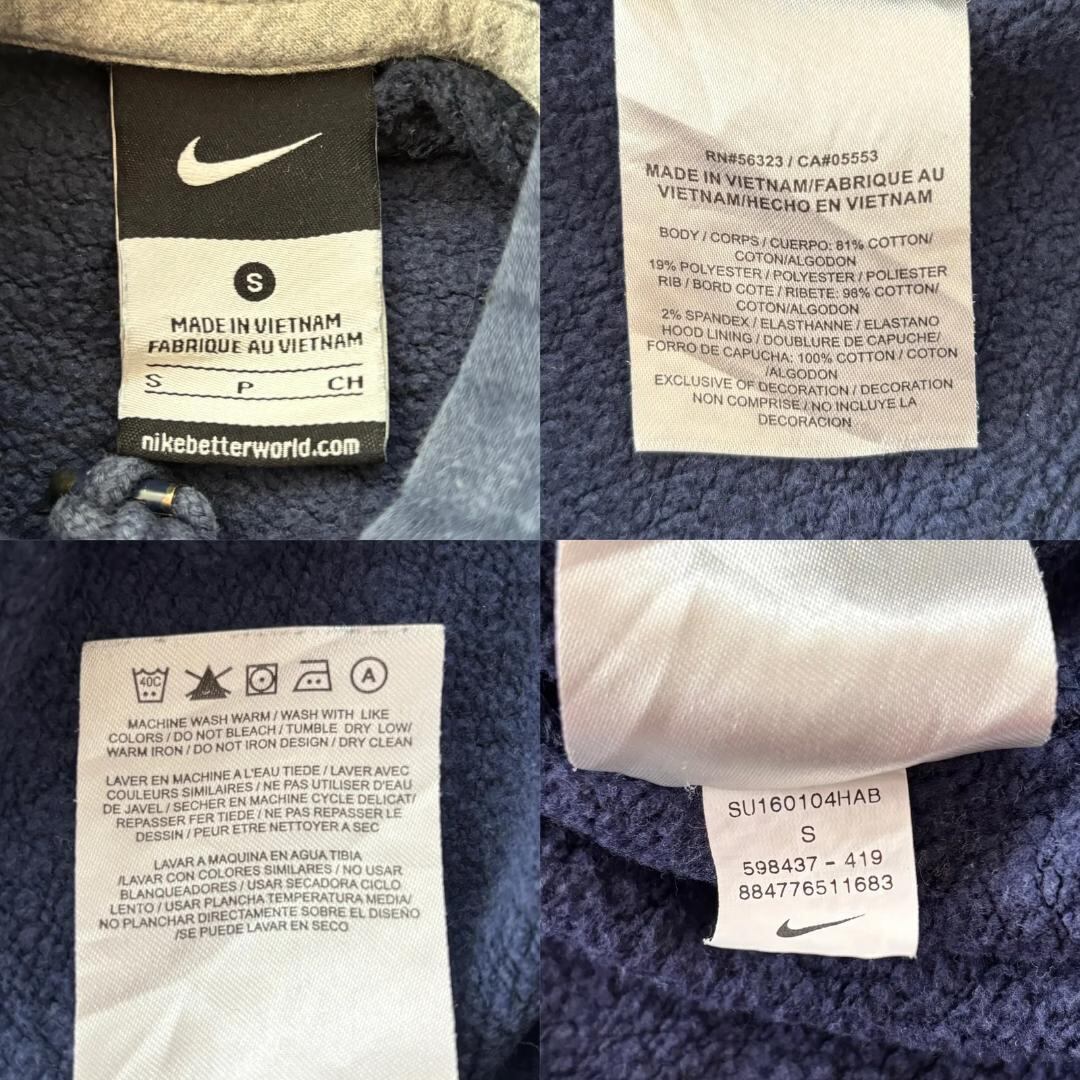 S
MADE IN VIETNAM
FABRIQUE AU VIETNAM
S P CH
nikebetterworld.com
RN#56323 / CA#05553
MADE IN VIETNAM/FABRIQUE AU
VIETNAM/HECHO EN VIETNAM
BODY / CORPS / CUERPO: 81% COTTON/
COTON/ALGODON
19% POLYESTER / POLYESTER / POLIESTER
RIB / BORD COTE / RIBETE: 98% COTTON/
COTON/ALGODON
2% SPANDEX / ELASTHANNE / ELASTANO
HOOD LINING / DOUBLURE DE CAPUCHE/
FORRO DE CAPUCHA: 100% COTTON / COTON
/ALGODON
EXCLUSIVE OF DECORATION / DECORATION
NON COMPRISE / NO INCLUYE LA
DECORACION
40C
A
MACHINE WASH WARM / WASH WITH LIKE
COLORS / DO NOT BLEACH / TUMBLE DRY LOW/
WARM IRON / DO NOT IRON DESIGN / DRY CLEAN
LAVER EN MACHINE A L'EAU TIEDE / LAVER AVEC
COULEURS SIMILAIRES / NE PAS UTILISER D'EAU
DE JAVEL / SECHER EN MACHINE CYCLE DELICAT/
REPASSER FER TIEDE / NE PAS REPASSER LE
DESSIN / PEUR ETRE NETTOYER A SEC
LAVAR A MAQUINA EN AGUA TIBIA
/LAVAR CON COLORES SIMILARES / NO USAR
BLANQUEADORES / USAR SECADORA CICLO
LENTO / USAR PLANCHA TEMPERATURA MEDIA/
NO PLANCHAR DIRECTAMENTE SOBRE EL DISEÑO
/SE PUEDE LAVAR EN SECO
SU160104HAB
S
598437 - 419
884776511683